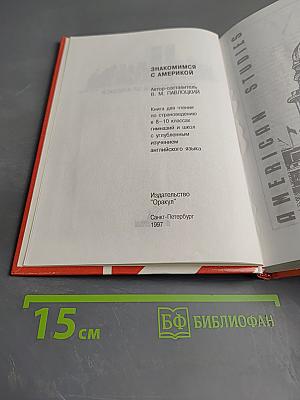 ЗНАКОМИМСЯ
С АМЕРИКОЙ
Автор-составитель
В. М. ПАВЛОЦКИЙ
Книга для чтения
по страноведению
в 8–10 классах
гимназий и школ
с углубленным
изучением
английского языка
Издательство
"Оракул"
Санкт-Петербург
1997
AMERICAN STUDIES
15 см
БФ БИБЛИОФАН